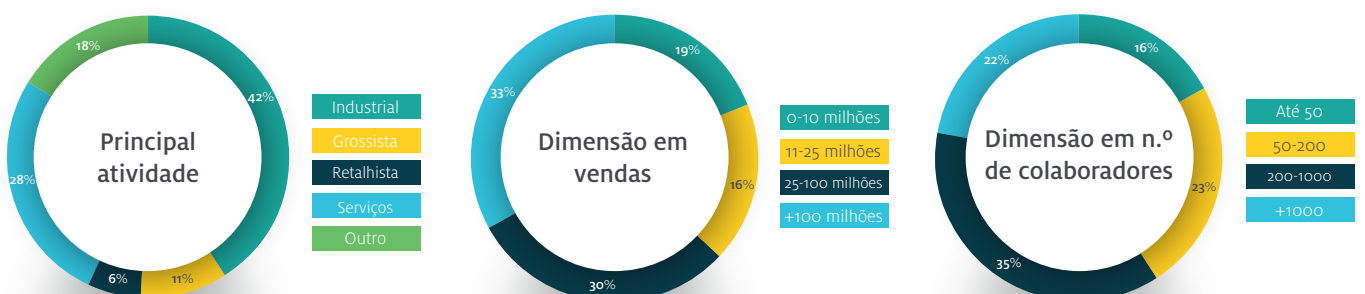 18%
42%
28%
6%
11%
Principal
atividade
Industrial
Grossista
Retalhista
Serviços
Outro
19%
33%
16%
30%
Dimensão em
vendas
0-10 milhões
11-25 milhões
25-100 milhões
+100 milhões
16%
22%
23%
35%
Dimensão em n.º
de colaboradores
Até 50
50-200
200-1000
+1000